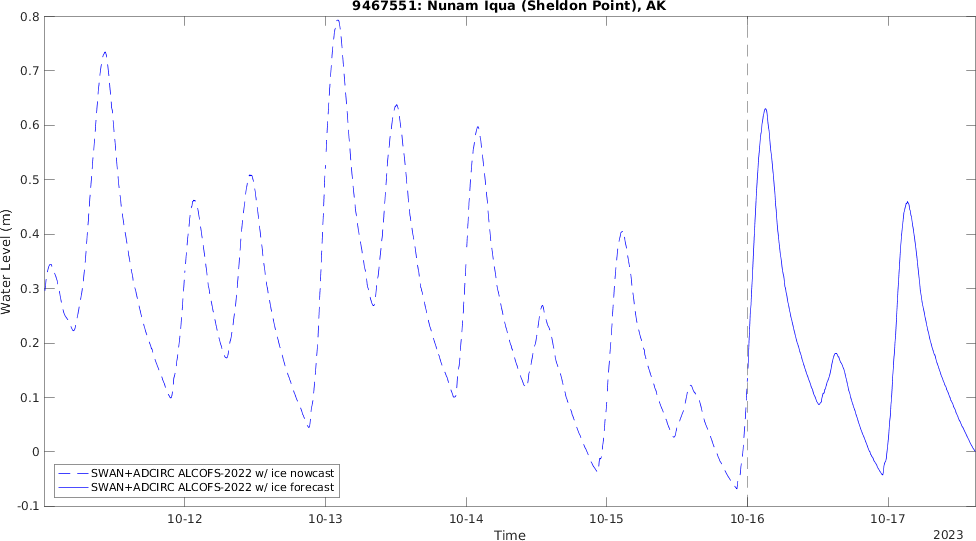 9467551: Nunam Iqua (Sheldon Point), AK
0.8
0.7
0.6
0.5
0.4
0.3
0.2
0.1
0
-0.1
Water Level (m)
SWAN+ADCIRC ALCOFS-2022 w/ ice nowcast
SWAN+ADCIRC ALCOFS-2022 w/ ice forecast
10-12 10-13 10-14 10-15 10-16 10-17
Time
2023